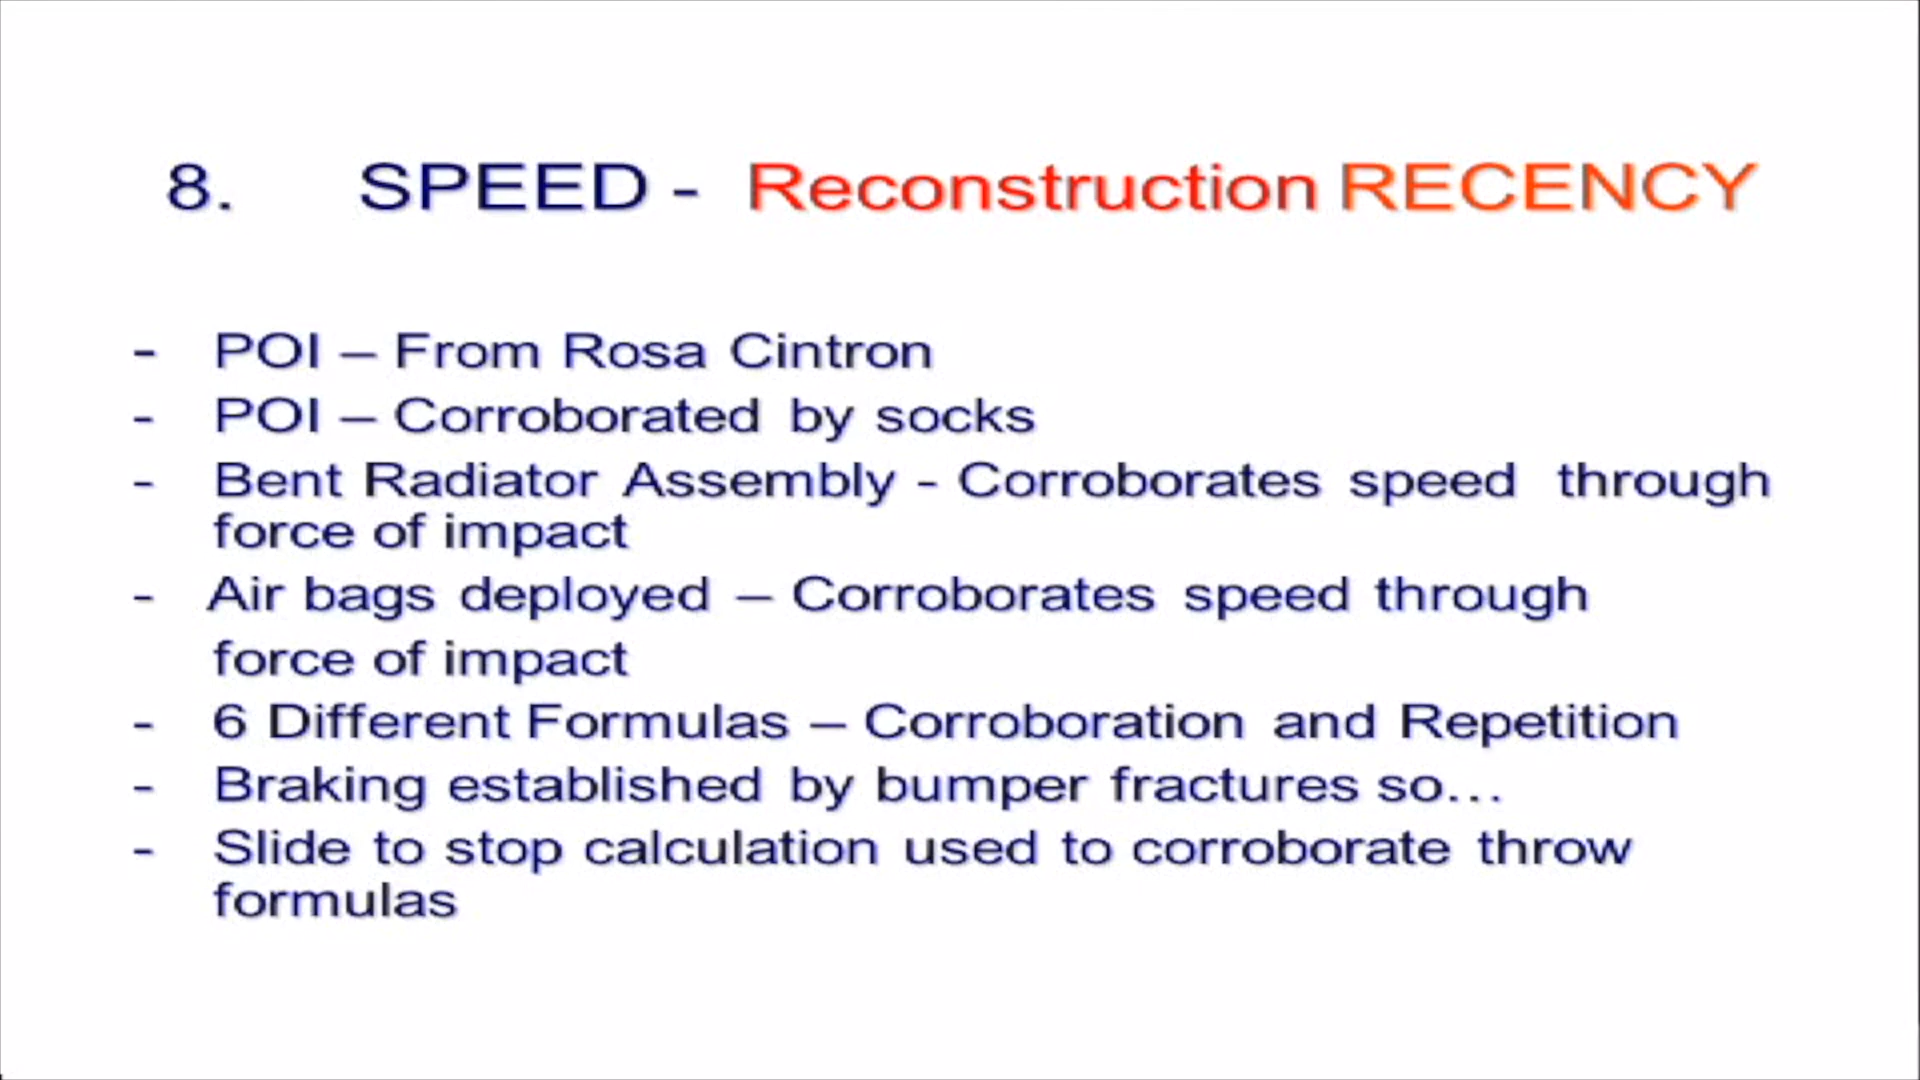 8. SPEED - Reconstruction RECENCY
- POI – From Rosa Cintron
- POI – Corroborated by socks
- Bent Radiator Assembly - Corroborates speed through
force of impact
- Air bags deployed – Corroborates speed through
force of impact
- 6 Different Formulas – Corroboration and Repetition
- Braking established by bumper fractures so…
- Slide to stop calculation used to corroborate throw
formulas